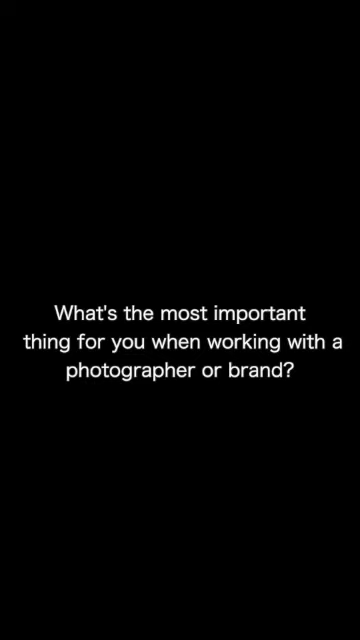 What's the most important
thing for you when working with a
photographer or brand?